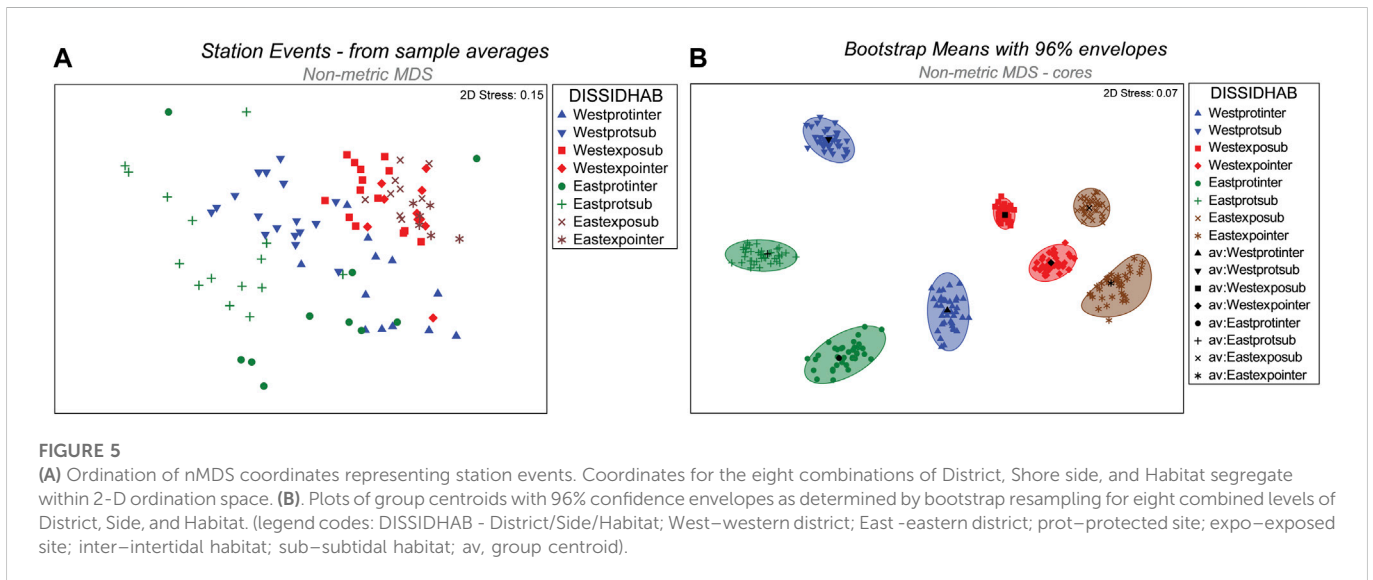 A
Station Events - from sample averages
Non-metric MDS
2D Stress: 0.15
DISSIDHAB
Westprotinter
Westprotsub
Westexposub
Westexpointer
Eastprotinter
Eastprotsub
Eastexposub
Eastexpointer
B
Bootstrap Means with 96% envelopes
Non-metric MDS - cores
2D Stress: 0.07
DISSIDHAB
Westprotinter
Westprotsub
Westexposub
Westexpointer
Eastprotinter
Eastprotsub
Eastexposub
Eastexpointer
av:Westprotinter
av:Westprotsub
av:Westexposub
av:Westexpointer
av:Eastprotinter
av:Eastprotsub
av:Eastexposub
av:Eastexpointer
FIGURE 5
(A) Ordination of nMDS coordinates representing station events. Coordinates for the eight combinations of District, Shore side, and Habitat segregate
within 2-D ordination space. (B). Plots of group centroids with 96% confidence envelopes as determined by bootstrap resampling for eight combined levels of
District, Side, and Habitat. (legend codes: DISSIDHAB - District/Side/Habitat; West–western district; East -eastern district; prot–protected site; expo–exposed
site; inter–intertidal habitat; sub–subtidal habitat; av, group centroid).